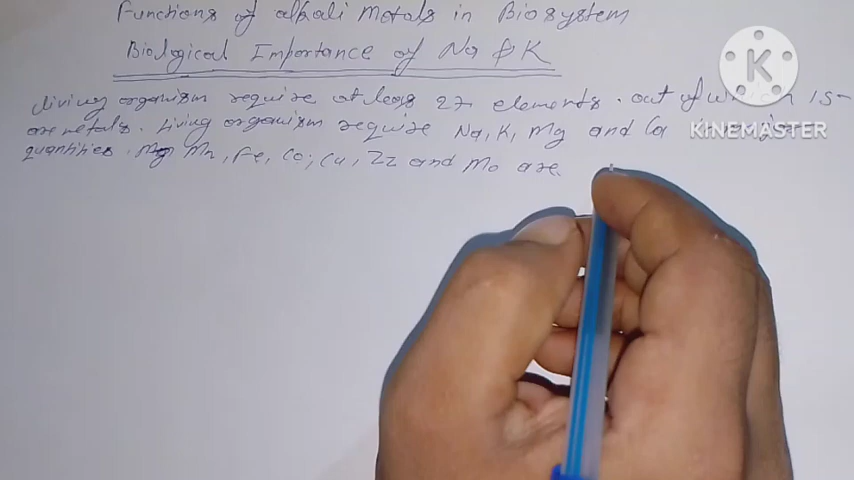 Functions of alkali Metals in Biosystem
Biological Importance of Na & K
Living organism require at least 27 elements. out of which 15
are metals. Living organism require Na, K, Mg and Ca in
quantities. Mn, Fe, Co, Cu, Zz and Mo are.
K
KINEMASTER